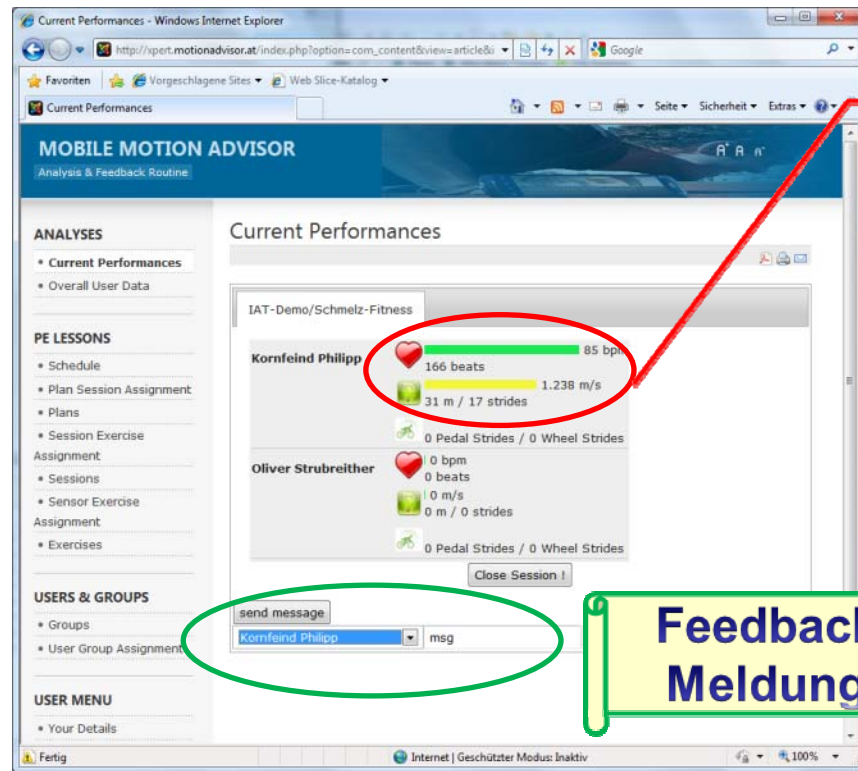 Current Performances - Windows Internet Explorer
http://xpert.motionadvisor.at/index.php?option=com_content&view=article&i
Google
Favoriten Vorgeschlagene Sites Web Slice-Katalog
Current Performances
Seite Sicherheit Extras
MOBILE MOTION ADVISOR
Analysis & Feedback Routine
A A
ANALYSES
• Current Performances
• Overall User Data
PE LESSONS
• Schedule
• Plan Session Assignment
• Plans
• Session Exercise
Assignment
• Sessions
• Sensor Exercise
Assignment
• Exercises
USERS & GROUPS
• Groups
• User Group Assignment
USER MENU
• Your Details
Current Performances
IAT-Demo/Schmelz-Fitness
Kornfeind Philipp
85 bpm
166 beats
1.238 m/s
31 m / 17 strides
0 Pedal Strides / 0 Wheel Strides
Oliver Strubreither
0 bpm
0 beats
0 m/s
0 m / 0 strides
0 Pedal Strides / 0 Wheel Strides
Close Session !
send message
Kornfeind Philipp msg
Feedback
Meldung
Fertig
Internet | Geschützter Modus: Inaktiv
100%